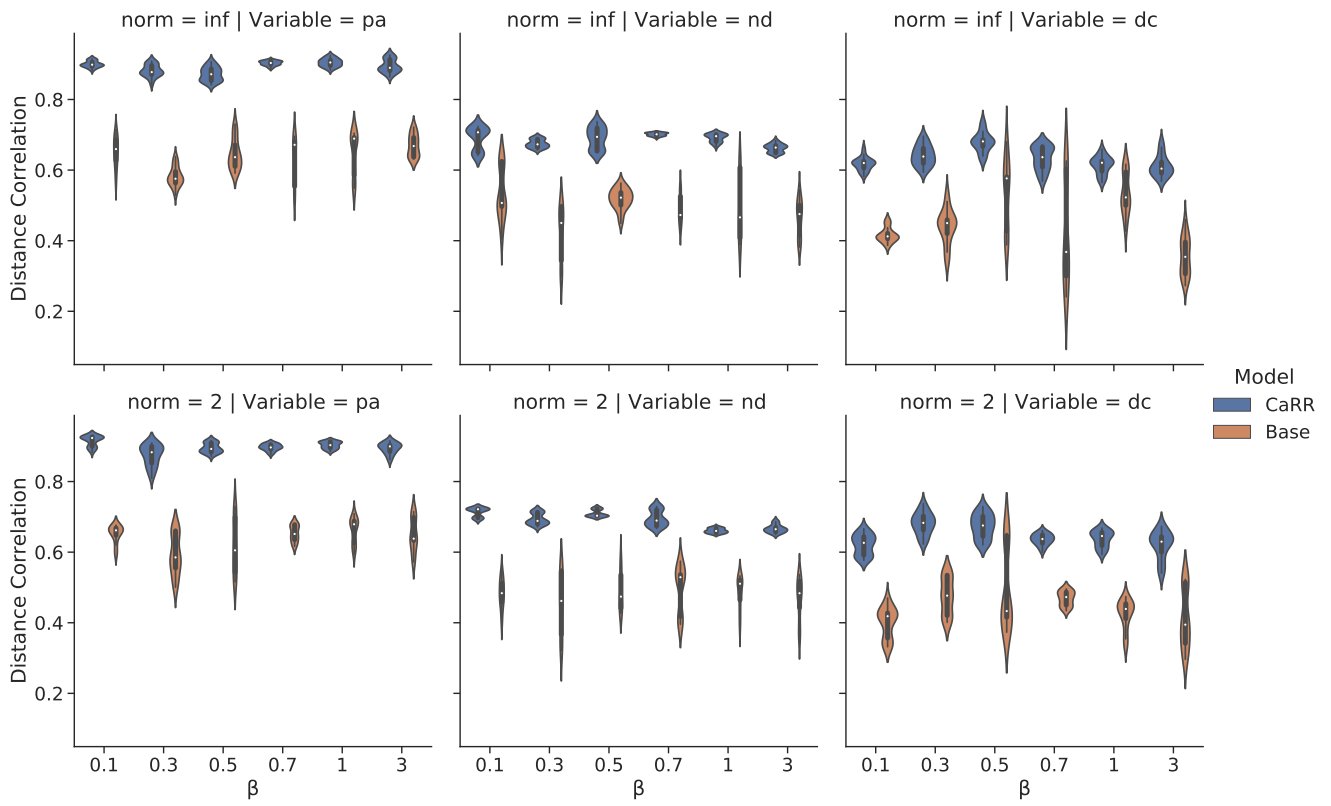 norm = inf | Variable = pa
norm = inf | Variable = nd
norm = inf | Variable = dc
Distance Correlation
0.8
0.6
0.4
0.2
norm = 2 | Variable = pa
norm = 2 | Variable = nd
norm = 2 | Variable = dc
Distance Correlation
0.8
0.6
0.4
0.2
0.1 0.3 0.5 0.7 1 3
0.1 0.3 0.5 0.7 1 3
0.1 0.3 0.5 0.7 1 3
β
β
β
Model
CaRR
Base